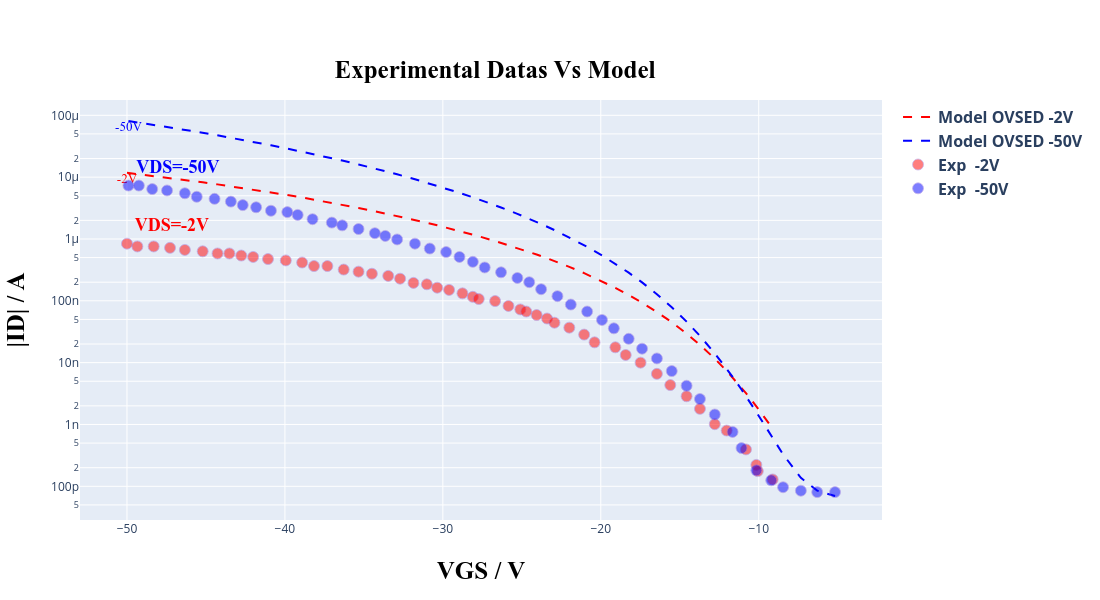 Experimental Datas Vs Model
|ID| / A
100μ
5
2
10μ
5
2
1μ
5
2
100n
5
2
10n
5
2
1n
5
2
100p
5
-50V
VDS=-50V
-2V
VDS=-2V
−50
−40
−30
−20
−10
VGS / V
Model OVSED -2V
Model OVSED -50V
Exp -2V
Exp -50V